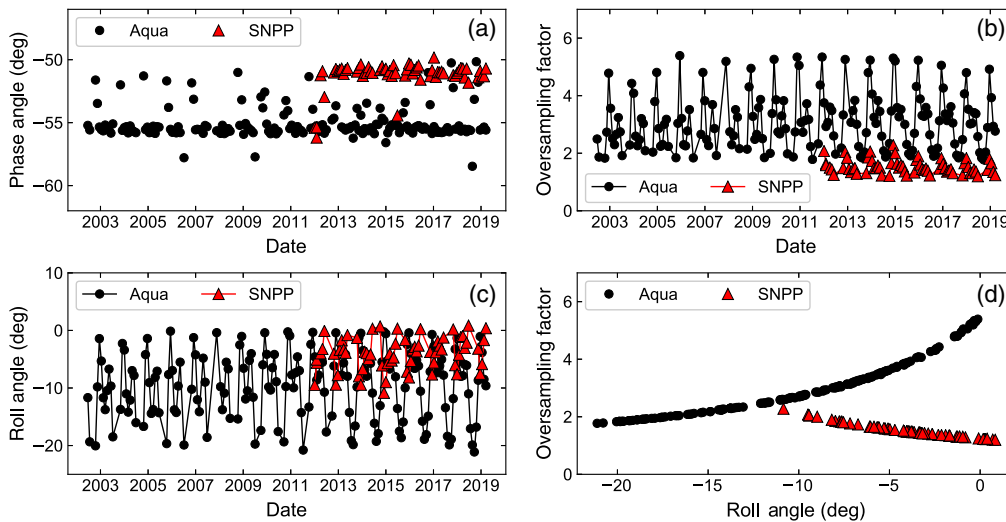 (a)
Aqua SNPP
Phase angle (deg)
−50
−55
−60
2003 2005 2007 2009 2011 2013 2015 2017 2019
Date
(b)
Aqua SNPP
Oversampling factor
6
4
2
0
2003 2005 2007 2009 2011 2013 2015 2017 2019
Date
(c)
Aqua SNPP
Roll angle (deg)
10
0
−10
−20
2003 2005 2007 2009 2011 2013 2015 2017 2019
Date
(d)
Aqua SNPP
Oversampling factor
6
4
2
0
−20 −15 −10 −5 0
Roll angle (deg)